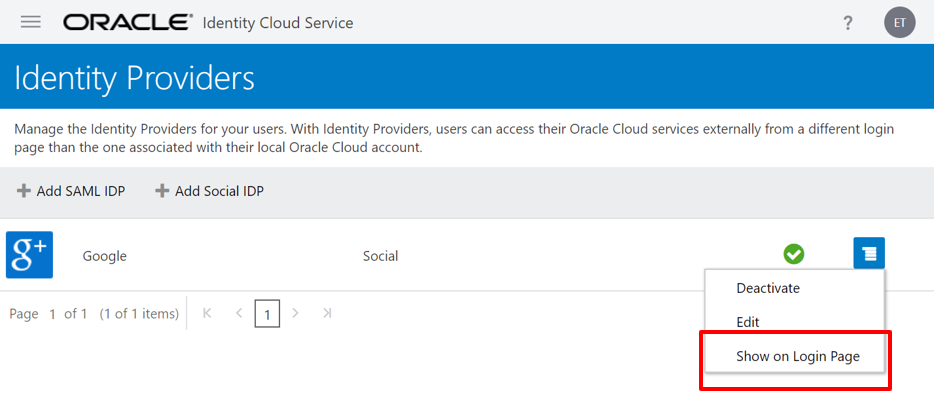 ORACLE® Identity Cloud Service ? ET
Identity Providers
Manage the Identity Providers for your users. With Identity Providers, users can access their Oracle Cloud services externally from a different login
page than the one associated with their local Oracle Cloud account.
Add SAML IDP Add Social IDP
g+ Google Social
Deactivate
Page 1 of 1 (1 of 1 items) 1
Edit
Show on Login Page